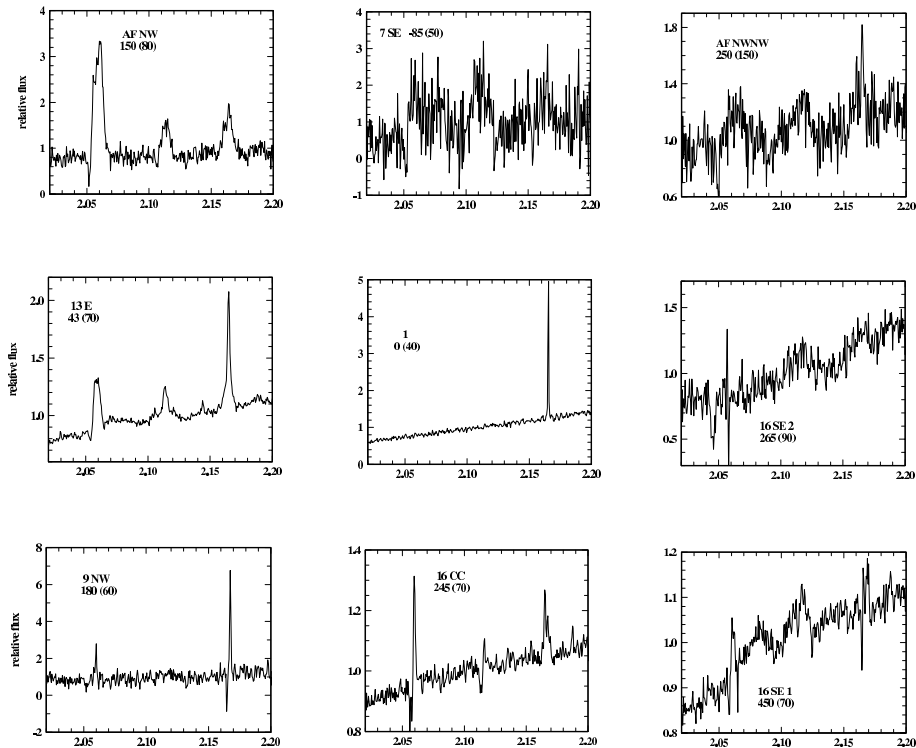 AF NW
150 (80)
relative flux
4
3
2
1
0
2.05 2.10 2.15 2.20
7 SE -85(50)
4
3
2
1
0
-1
2.05 2.10 2.15 2.20
AF NWNW
250 (150)
1.8
1.4
1.0
0.6
2.05 2.10 2.15 2.20
13 E
43 (70)
relative flux
2.0
1.5
1.0
2.05 2.10 2.15 2.20
1
0 (40)
5
4
3
2
1
0
2.05 2.10 2.15 2.20
16 SE 2
265 (90)
1.5
1.0
0.5
2.05 2.10 2.15 2.20
9 NW
180 (60)
relative flux
8
6
4
2
0
-2
2.05 2.10 2.15 2.20
16 CC
245 (70)
1.4
1.2
1.0
0.8
2.05 2.10 2.15 2.20
16 SE 1
450 (70)
1.2
1.1
1.0
0.9
0.8
2.05 2.10 2.15 2.20